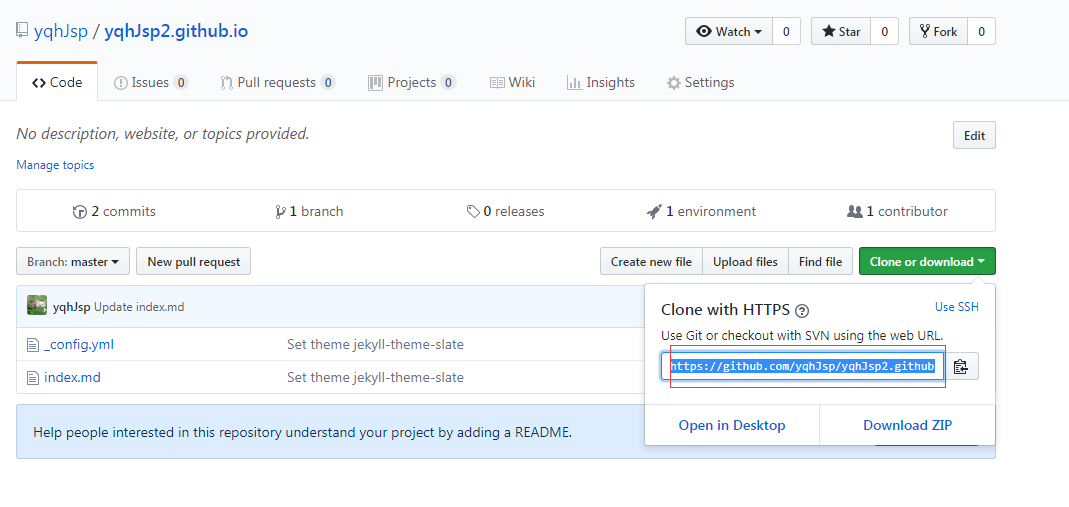 yqhJsp / yqhJsp2.github.io
Watch 0 Star 0 Fork 0
Code Issues 0 Pull requests 0 Projects 0 Wiki Insights Settings
No description, website, or topics provided.
Edit
Manage topics
2 commits 1 branch 0 releases 1 environment 1 contributor
Branch: master New pull request Create new file Upload files Find file Clone or download
yqhJsp Update index.md
_config.yml Set theme jekyll-theme-slate
index.md Set theme jekyll-theme-slate
Help people interested in this repository understand your project by adding a README.
Clone with HTTPS Use SSH
Use Git or checkout with SVN using the web URL.
https://github.com/yqhJsp/yqhJsp2.github
Open in Desktop Download ZIP